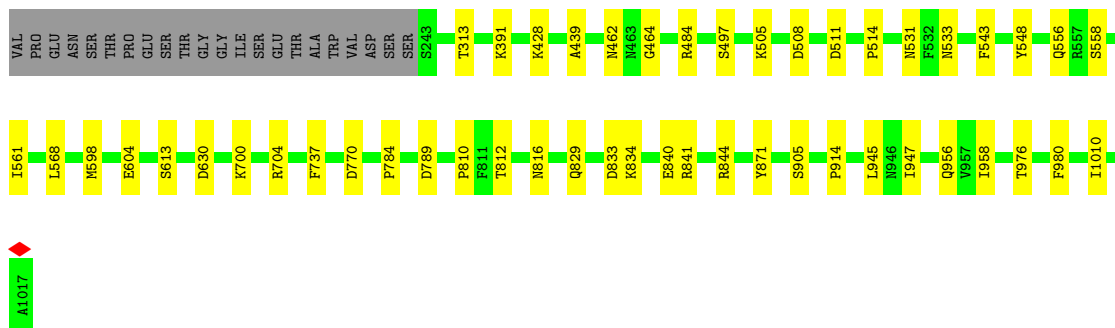 VAL PRO GLU ASN SER THR PRO GLU SER THR GLY GLY ILE SER GLU THR ALA TRP VAL ASP SER SER S243 T313 K391 K428 A439 N462 N463 G464 R484 S497 K505 D508 D511 P514 N531 F532 N533 F543 Y548 Q556 R557 S558
I561 L568 M598 E604 S613 D630 K700 R704 F737 D770 P784 D789 P810 F811 T812 N816 Q829 D833 K834 E840 R841 R844 Y871 S905 P914 L945 N946 I947 Q956 V957 I958 T976 F980 I1010
A1017